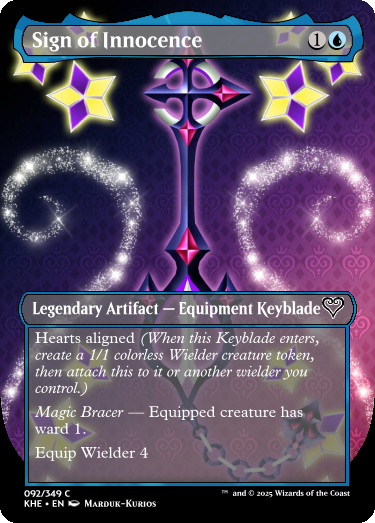 Sign of Innocence 1
Legendary Artifact — Equipment Keyblade
Hearts aligned (When this Keyblade enters,
create a 1/1 colorless Wielder creature token,
then attach this to it or another wielder you
control.)
Magic Bracer — Equipped creature has
ward 1.
Equip Wielder 4
092/349 C
KHE • EN Marduk-Kurios
™ and © 2025 Wizards of the Coast